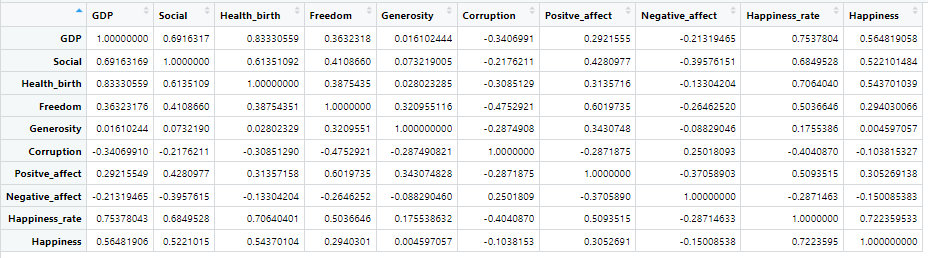 GDP Social Health_birth Freedom Generosity Corruption Positve_affect Negative_affect Happiness_rate Happiness
GDP 1.00000000 0.6916317 0.83330559 0.3632318 0.016102444 -0.3406991 0.2921555 -0.21319465 0.7537804 0.564819058
Social 0.69163169 1.0000000 0.61351092 0.4108660 0.073219005 -0.2176211 0.4280977 -0.39576151 0.6849528 0.522101484
Health_birth 0.83330559 0.6135109 1.00000000 0.3875435 0.028023285 -0.3085129 0.3135716 -0.13304204 0.7064040 0.543701039
Freedom 0.36323176 0.4108660 0.38754351 1.0000000 0.320955116 -0.4752921 0.6019735 -0.26462520 0.5036646 0.294030066
Generosity 0.01610244 0.0732190 0.02802329 0.3209551 1.000000000 -0.2874908 0.3430748 -0.08829046 0.1755386 0.004597057
Corruption -0.34069910 -0.2176211 -0.30851290 -0.4752921 -0.287490821 1.0000000 -0.2871875 0.25018093 -0.4040870 -0.103815327
Positve_affect 0.29215549 0.4280977 0.31357158 0.6019735 0.343074828 -0.2871875 1.0000000 -0.37058903 0.5093515 0.305269138
Negative_affect -0.21319465 -0.3957615 -0.13304204 -0.2646252 -0.088290460 0.2501809 -0.3705890 1.00000000 -0.2871463 -0.150085383
Happiness_rate 0.75378043 0.6849528 0.70640401 0.5036646 0.175538632 -0.4040870 0.5093515 -0.28714633 1.0000000 0.722359533
Happiness 0.56481906 0.5221015 0.54370104 0.2940301 0.004597057 -0.1038153 0.3052691 -0.15008538 0.7223595 1.000000000